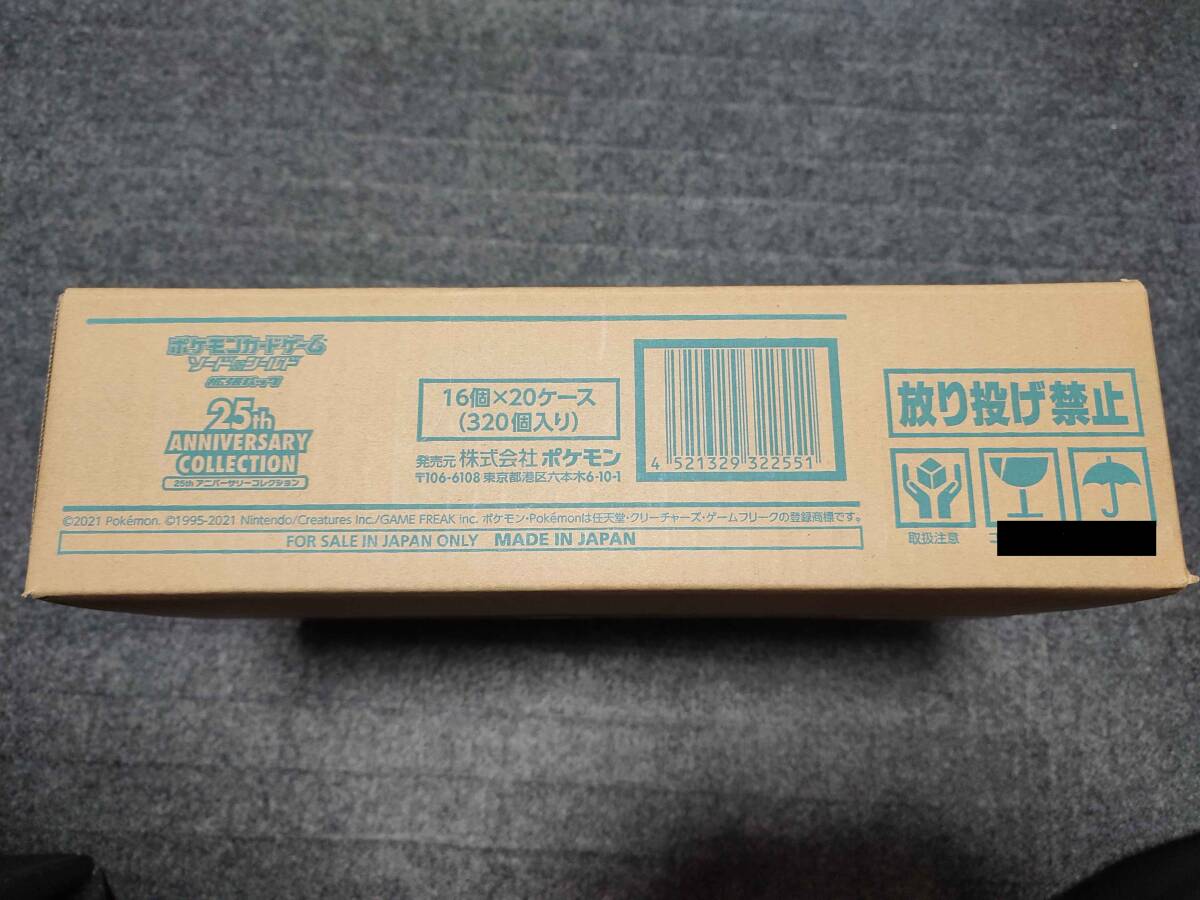 ポケモンカードゲーム
ソード&シールド
拡張パック
25th
ANNIVERSARY
COLLECTION
25th アニバーサリーコレクション
16個×20ケース
(320個入り)
発売元 株式会社 ポケモン
〒106-6108 東京都港区六本木6-10-1
4 521329 322551
放り投げ禁止
取扱注意
©2021 Pokémon. ©1995-2021 Nintendo/Creatures Inc./GAME FREAK inc. ポケモン・Pokémonは任天堂・クリーチャーズ・ゲームフリークの登録商標です。
FOR SALE IN JAPAN ONLY MADE IN JAPAN